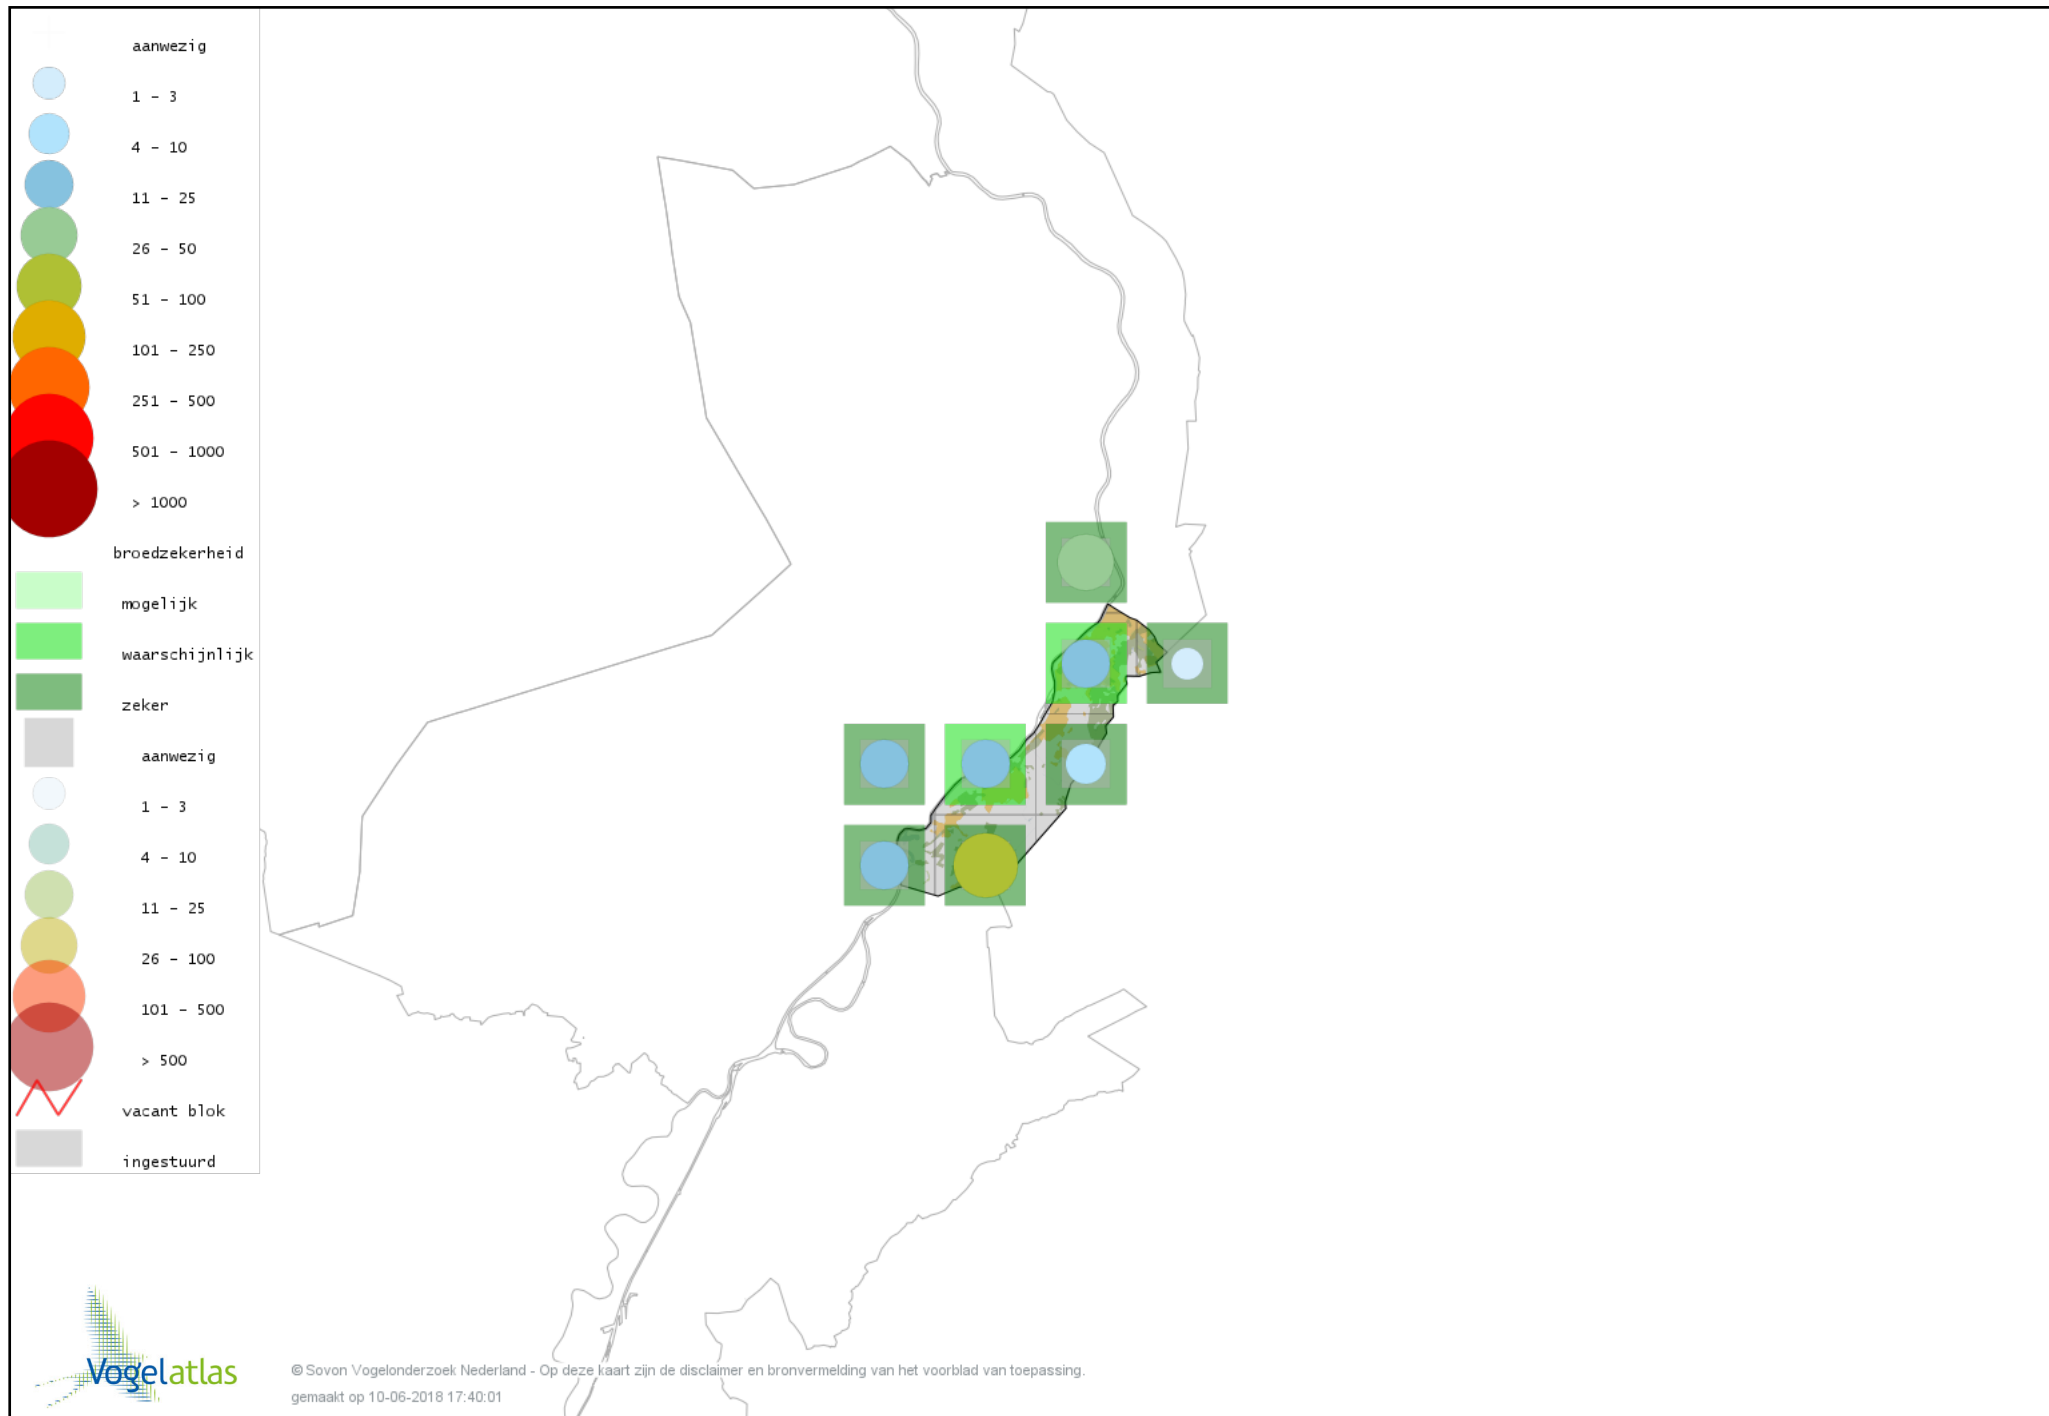 aanwezig
1 - 3
4 - 10
11 - 25
26 - 50
51 - 100
101 - 250
251 - 500
501 - 1000
> 1000
broedzekerheid
mogelijk
waarschijnlijk
zeker
aanwezig
1 - 3
4 - 10
11 - 25
26 - 100
101 - 500
> 500
vacant blok
ingestuurd
Vogelatlas
© Sovon Vogelonderzoek Nederland - Op deze kaart zijn de disclaimer en bronvermelding van het voorblad van toepassing.
gemaakt op 10-06-2018 17:40:01